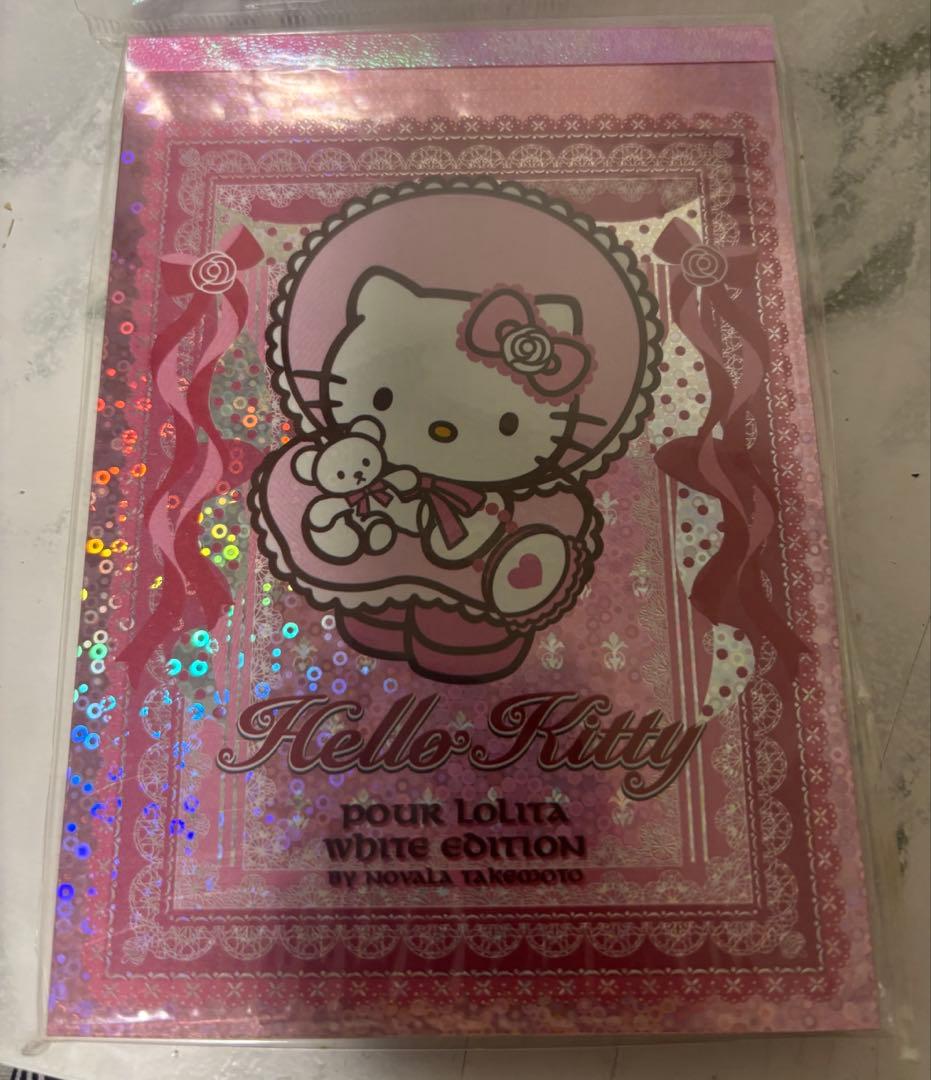 Hello Kitty
POUR LOLITA
WHITE EDITION
BY NOVALA TAKEMOTO